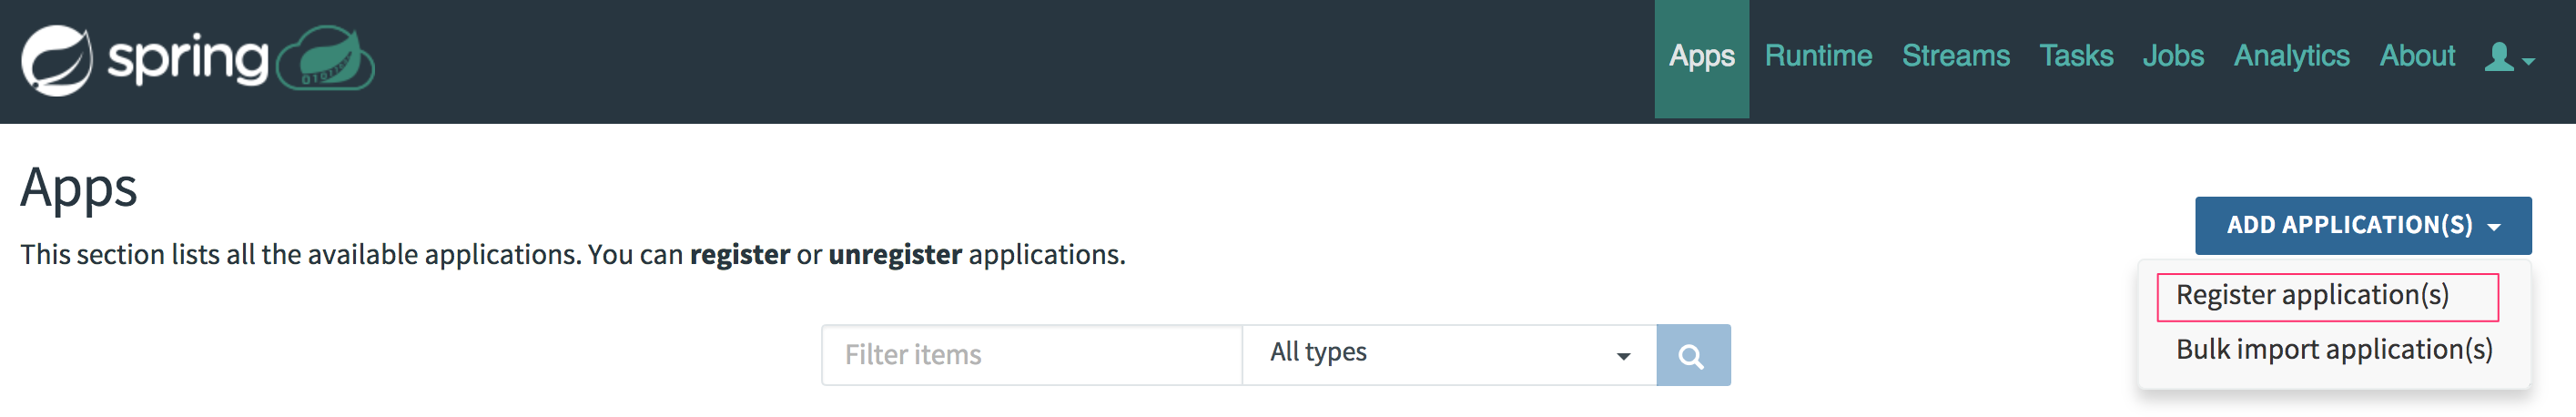 spring
Apps Runtime Streams Tasks Jobs Analytics About
Apps
ADD APPLICATION(S)
This section lists all the available applications. You can register or unregister applications.
Register application(s)
Bulk import application(s)
Filter items
All types